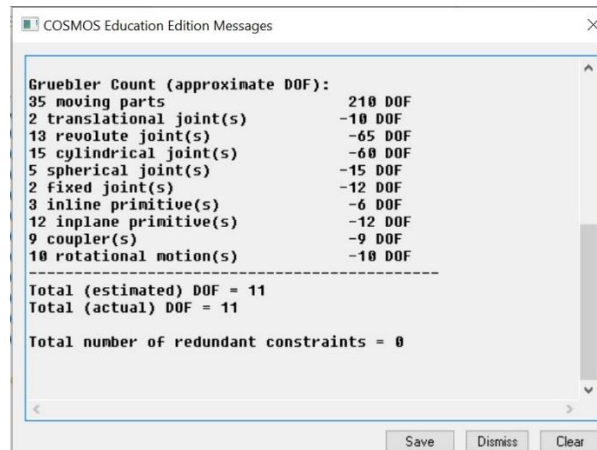 COSMOS Education Edition Messages
Gruebler Count (approximate DOF):
35 moving parts 210 DOF
2 translational joint(s) -10 DOF
13 revolute joint(s) -65 DOF
15 cylindrical joint(s) -60 DOF
5 spherical joint(s) -15 DOF
2 fixed joint(s) -12 DOF
3 inline primitive(s) -6 DOF
12 inplane primitive(s) -12 DOF
9 coupler(s) -9 DOF
10 rotational motion(s) -10 DOF
---------------------------------------------
Total (estimated) DOF = 11
Total (actual) DOF = 11
Total number of redundant constraints = 0
Save Dismiss Clear